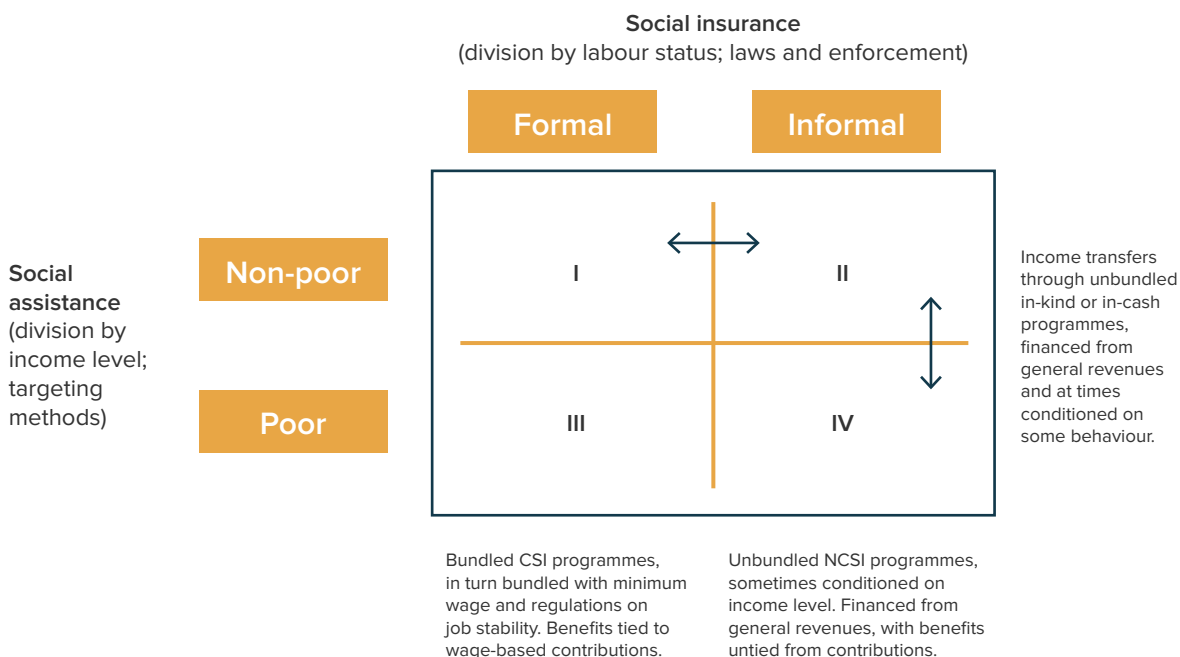 Social insurance
(division by labour status; laws and enforcement)
Formal
Informal
Social
assistance
(division by
income level;
targeting
methods)
Non-poor
Poor
I
II
III
IV
Income transfers
through unbundled
in-kind or in-cash
programmes,
financed from
general revenues
and at times
conditioned on
some behaviour.
Bundled CSI programmes,
in turn bundled with minimum
wage and regulations on
job stability. Benefits tied to
wage-based contributions.
Unbundled NCSI programmes,
sometimes conditioned on
income level. Financed from
general revenues, with benefits
untied from contributions.